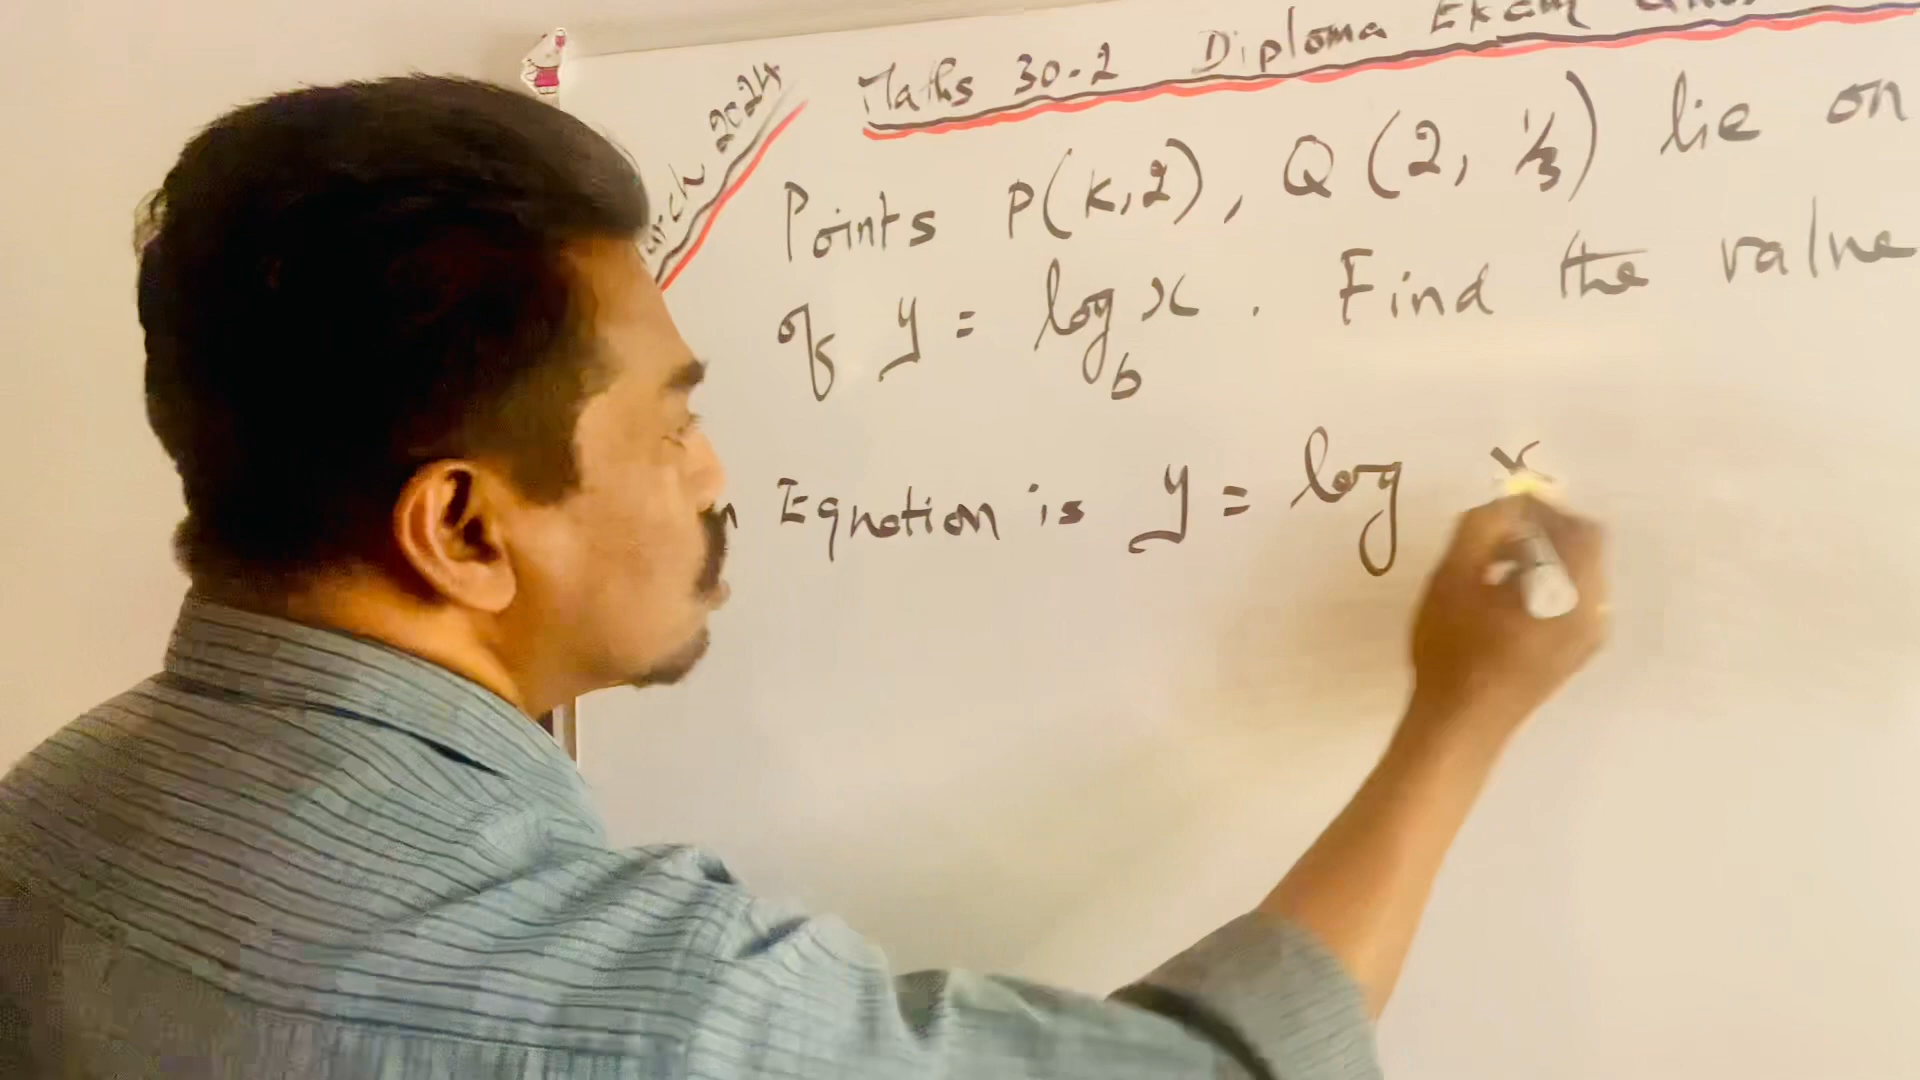 Maths 30-2 Diploma Exam
2024
Points P(k,2), Q(2, 1/3) lie on
of y = log_b x. Find the value
Equation is y = log x